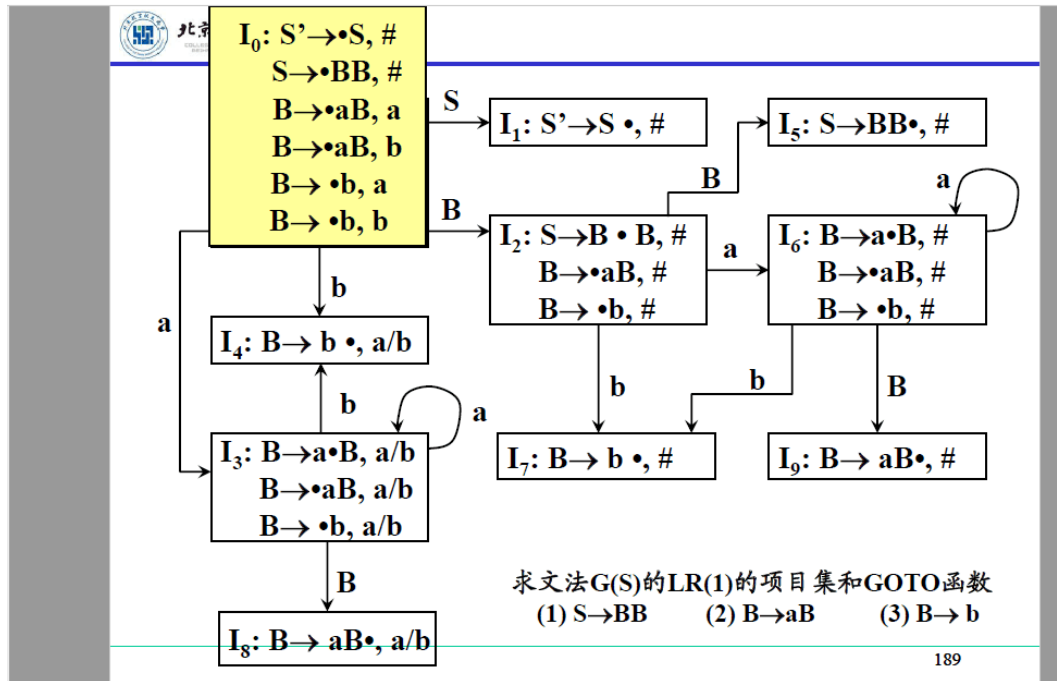 北京
I₀: S’→•S, #
S→•BB, #
B→•aB, a
B→•aB, b
B→ •b, a
B→ •b, b
S
I₁: S’→S •, #
I₅: S→BB•, #
B
B
a
I₂: S→B • B, #
B→•aB, #
B→ •b, #
a
I₆: B→a•B, #
B→•aB, #
B→ •b, #
a
b
I₄: B→ b •, a/b
b
b
b
B
a
I₃: B→a•B, a/b
B→•aB, a/b
B→ •b, a/b
I₇: B→ b •, #
I₉: B→ aB•, #
B
求文法G(S)的LR(1)的项目集和GOTO函数
(1) S→BB (2) B→aB (3) B→ b
I₈: B→ aB•, a/b
189